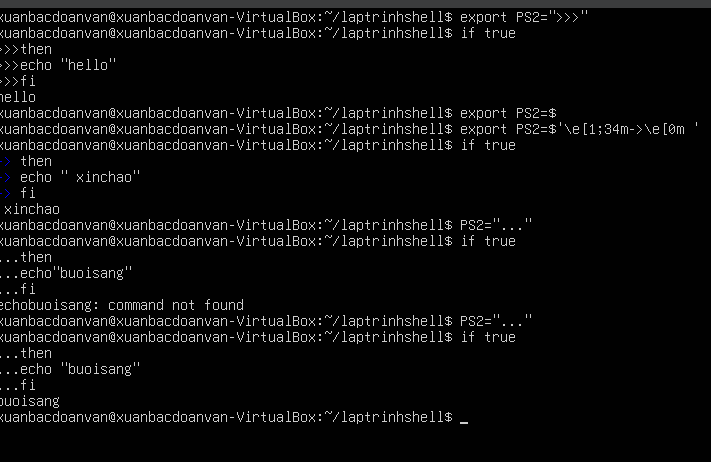 xuanbacdoanvan@xuanbacdoanvan-VirtualBox:~/laptrinhshell$ export PS2=">>>"
xuanbacdoanvan@xuanbacdoanvan-VirtualBox:~/laptrinhshell$ if true
>>>then
>>>echo "hello"
>>>fi
hello
xuanbacdoanvan@xuanbacdoanvan-VirtualBox:~/laptrinhshell$ export PS2=$
xuanbacdoanvan@xuanbacdoanvan-VirtualBox:~/laptrinhshell$ export PS2=$'\e[1;34m->\e[0m '
xuanbacdoanvan@xuanbacdoanvan-VirtualBox:~/laptrinhshell$ if true
-> then
-> echo " xinchao"
-> fi
 xinchao
xuanbacdoanvan@xuanbacdoanvan-VirtualBox:~/laptrinhshell$ PS2="..."
xuanbacdoanvan@xuanbacdoanvan-VirtualBox:~/laptrinhshell$ if true
...then
...echo"buoisang"
...fi
echobuoisang: command not found
xuanbacdoanvan@xuanbacdoanvan-VirtualBox:~/laptrinhshell$ PS2="..."
xuanbacdoanvan@xuanbacdoanvan-VirtualBox:~/laptrinhshell$ if true
...then
...echo "buoisang"
...fi
buoisang
xuanbacdoanvan@xuanbacdoanvan-VirtualBox:~/laptrinhshell$ _